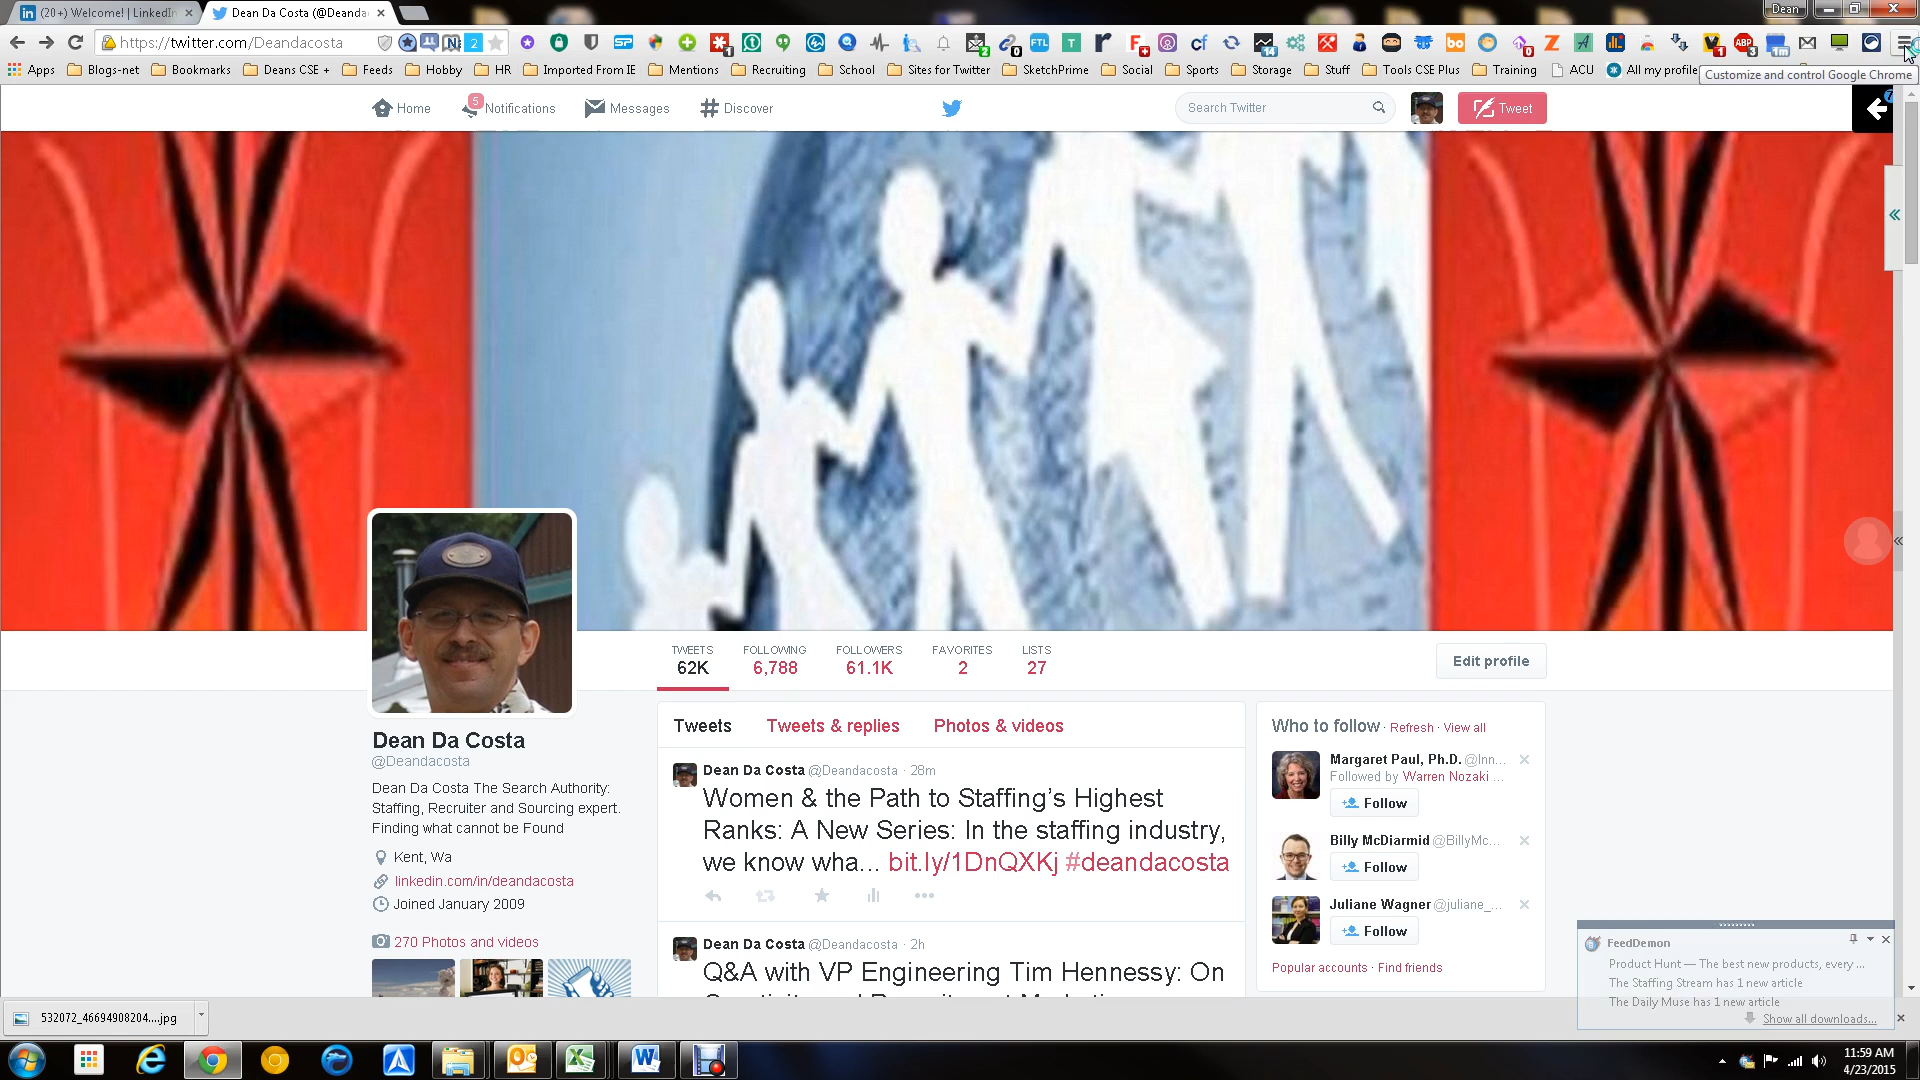 (20+) Welcome! | LinkedIn
Dean Da Costa (@Deanda
Dean
https://twitter.com/Deandacosta
Apps Blogs-net Bookmarks Deans CSE + Feeds Hobby HR Imported From IE Mentions Recruiting School Sites for Twitter SketchPrime Social Sports Storage Stuff Tools CSE Plus Training ACU All my profile
Customize and control Google Chrome
Home 5 Notifications Messages Discover Search Twitter Tweet
TWEETS FOLLOWING FOLLOWERS FAVORITES LISTS
62K 6,788 61.1K 2 27
Edit profile
Dean Da Costa
@Deandacosta
Dean Da Costa The Search Authority:
Staffing, Recruiter and Sourcing expert.
Finding what cannot be Found
Kent, Wa
linkedin.com/in/deandacosta
Joined January 2009
270 Photos and videos
Tweets Tweets & replies Photos & videos
Dean Da Costa @Deandacosta · 28m
Women & the Path to Staffing's Highest
Ranks: A New Series: In the staffing industry,
we know wha... bit.ly/1DnQXKj #deandacosta
Dean Da Costa @Deandacosta · 2h
Q&A with VP Engineering Tim Hennessy: On
Who to follow · Refresh · View all
Margaret Paul, Ph.D. @Inn...
Followed by Warren Nozaki ...
Follow
Billy McDiarmid @BillyMc...
Follow
Juliane Wagner @juliane_...
Follow
Popular accounts · Find friends
FeedDemon
Product Hunt — The best new products, every ...
The Staffing Stream has 1 new article
The Daily Muse has 1 new article
Show all downloads...
532072_46694908204....jpg
11:59 AM
4/23/2015